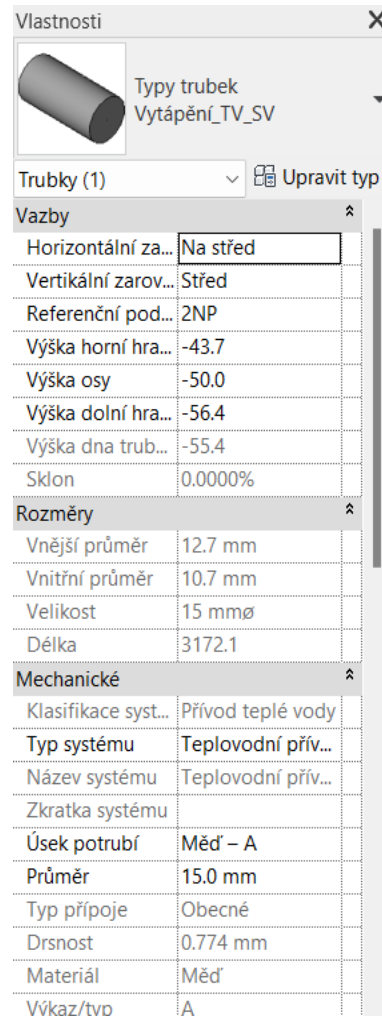 Vlastnosti
Typy trubek
Vytápění_TV_SV
Trubky (1) Upravit typ
Vazby
Horizontální za... Na střed
Vertikální zarov... Střed
Referenční pod... 2NP
Výška horní hra... -43.7
Výška osy -50.0
Výška dolní hra... -56.4
Výška dna trub... -55.4
Sklon 0.0000%
Rozměry
Vnější průměr 12.7 mm
Vnitřní průměr 10.7 mm
Velikost 15 mmø
Délka 3172.1
Mechanické
Klasifikace syst... Přívod teplé vody
Typ systému Teplovodní přív...
Název systému Teplovodní přív...
Zkratka systému
Úsek potrubí Měď – A
Průměr 15.0 mm
Typ přípoje Obecné
Drsnost 0.774 mm
Materiál Měď
Výkaz/typ A